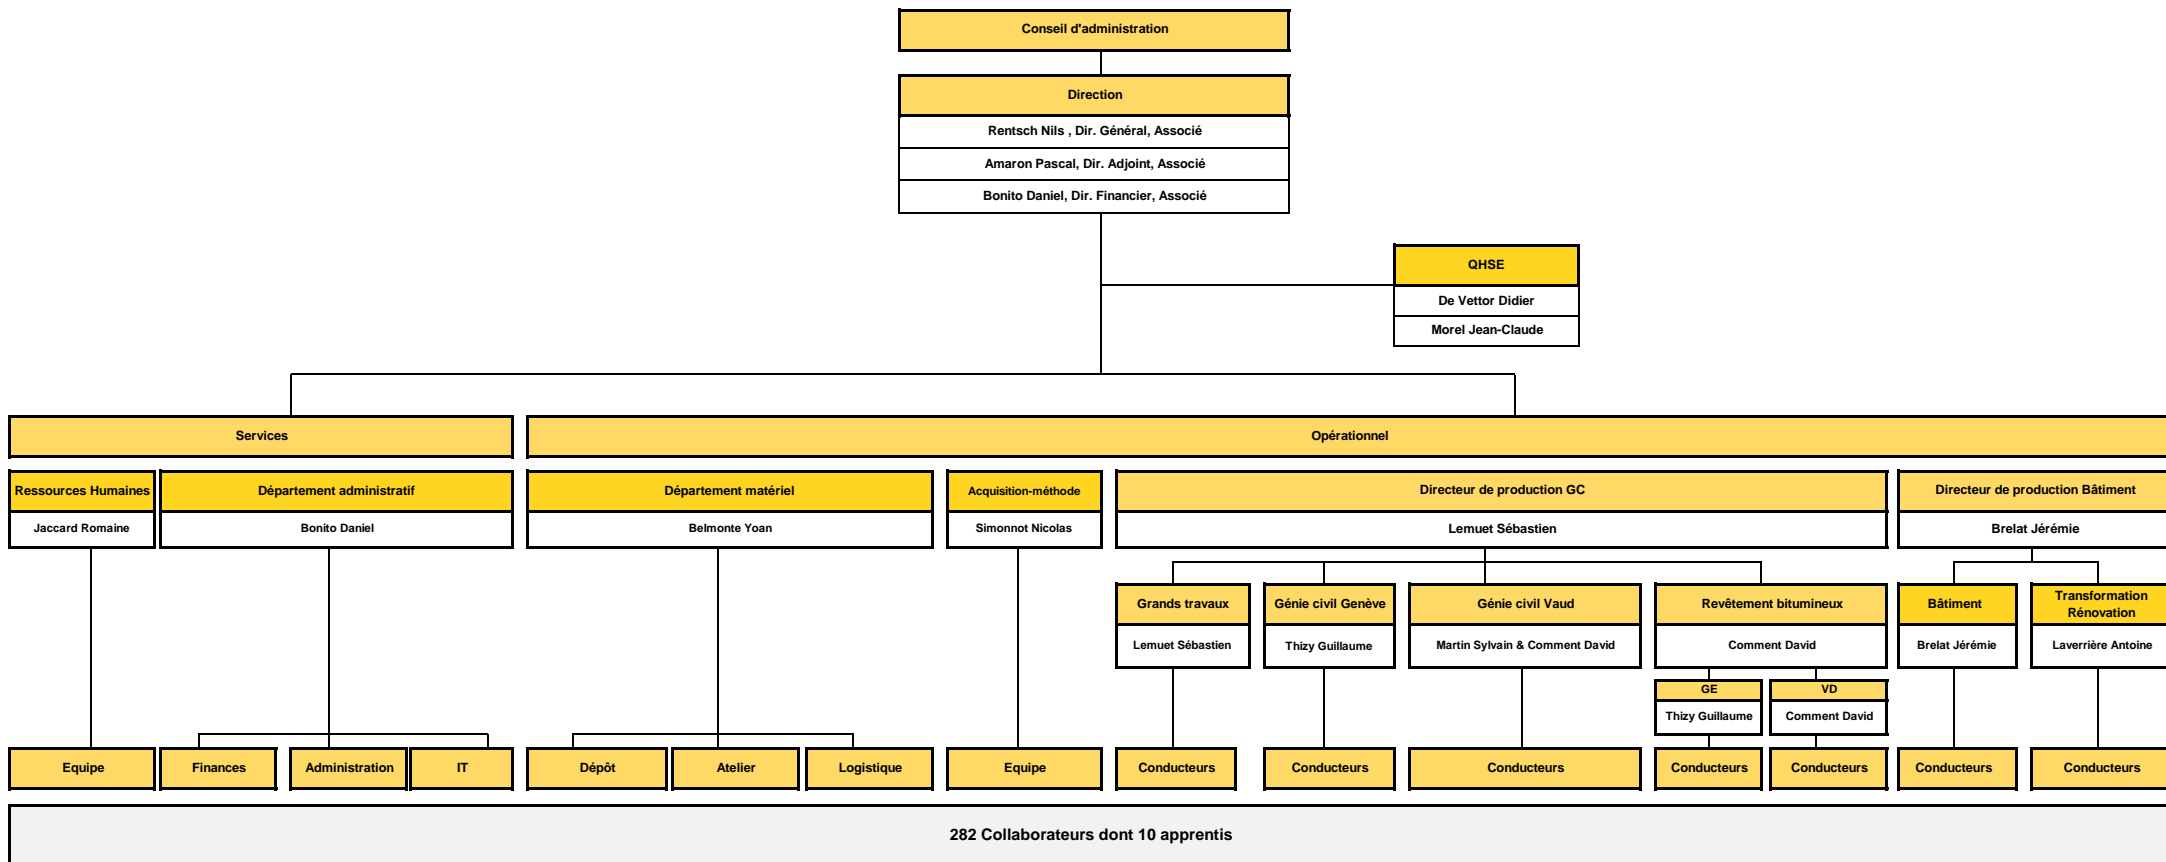 Conseil d'administration
Direction
Rentsch Nils , Dir. Général, Associé
Amaron Pascal, Dir. Adjoint, Associé
Bonito Daniel, Dir. Financier, Associé
QHSE
De Vettor Didier
Morel Jean-Claude
Services
Opérationnel
Ressources Humaines
Département administratif
Département matériel
Acquisition-méthode
Directeur de production GC
Directeur de production Bâtiment
Jaccard Romaine
Bonito Daniel
Belmonte Yoan
Simonnot Nicolas
Lemuet Sébastien
Brelat Jérémie
Grands travaux
Génie civil Genève
Génie civil Vaud
Revêtement bitumineux
Bâtiment
Transformation
Rénovation
Lemuet Sébastien
Thizy Guillaume
Martin Sylvain & Comment David
Comment David
Brelat Jérémie
Laverrière Antoine
GE
VD
Thizy Guillaume
Comment David
Equipe
Finances
Administration
IT
Dépôt
Atelier
Logistique
Equipe
Conducteurs
Conducteurs
Conducteurs
Conducteurs
Conducteurs
Conducteurs
Conducteurs
282 Collaborateurs dont 10 apprentis